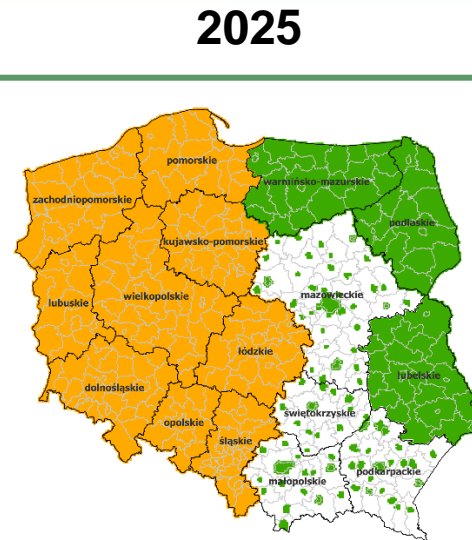 2025
pomorskie
warmińsko-mazurskie
zachodniopomorskie
podlaskie
kujawsko-pomorskie
mazowieckie
wielkopolskie
lubuskie
łódzkie
lubelskie
dolnośląskie
świętokrzyskie
opolskie
śląskie
podkarpackie
małopolskie